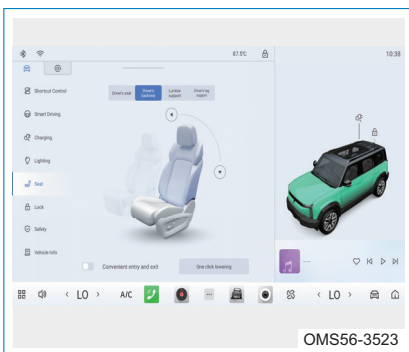 87.5℃
10:38
Shortcut Control
Driver's seat
Driver's backrest
Lumbar support
Driver's leg support
Smart Driving
Charging
Lighting
Seat
Lock
Safety
Vehicle Info
Convenient entry and exit
One click lowering
--
< LO >
A/C
< LO >
OMS56-3523